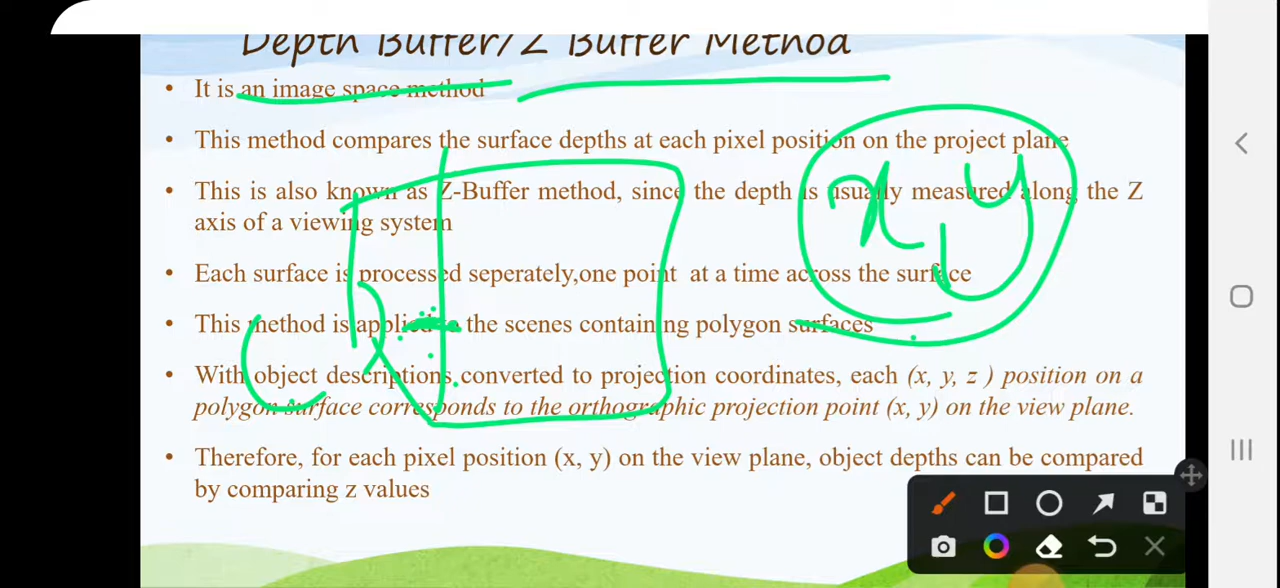 Depth Buffer/Z Buffer Method
• It is an image space method
• This method compares the surface depths at each pixel position on the project plane
• This is also known as Z-Buffer method, since the depth is usually measured along the Z
axis of a viewing system
• Each surface is processed seperately,one point at a time across the surface
• This method is applied to the scenes containing polygon surfaces
• With object descriptions converted to projection coordinates, each (x, y, z ) position on a
polygon surface corresponds to the orthographic projection point (x, y) on the view plane.
• Therefore, for each pixel position (x, y) on the view plane, object depths can be compared
by comparing z values
x, y